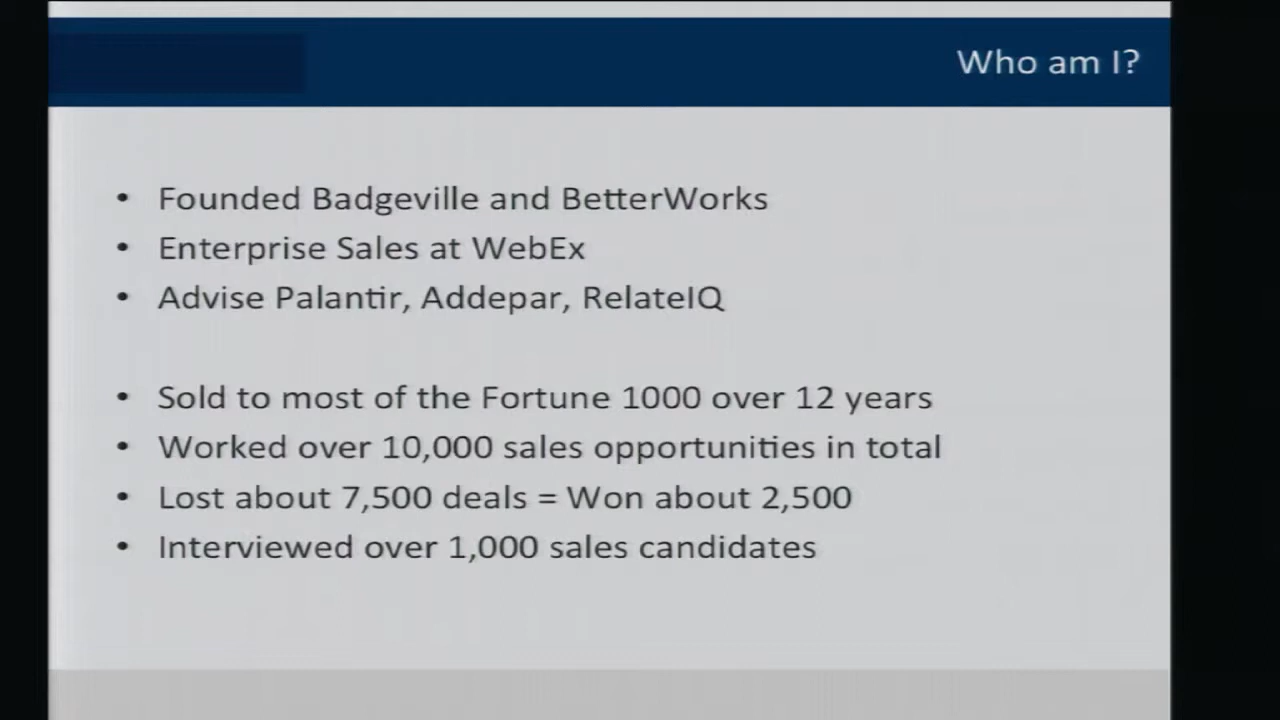 Who am I?
• Founded Badgeville and BetterWorks
• Enterprise Sales at WebEx
• Advise Palantir, Addepar, RelateIQ
• Sold to most of the Fortune 1000 over 12 years
• Worked over 10,000 sales opportunities in total
• Lost about 7,500 deals = Won about 2,500
• Interviewed over 1,000 sales candidates